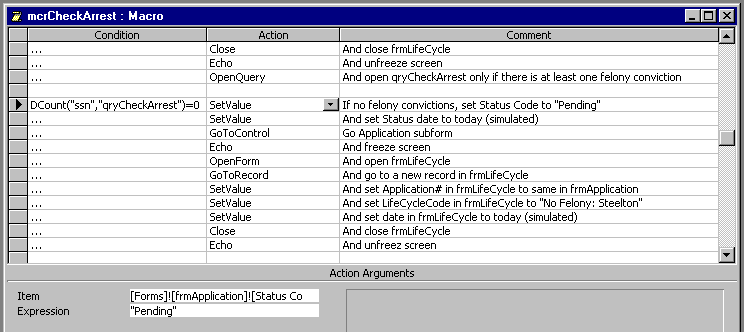 mcrCheckArrest : Macro
Condition Action Comment
... Close And close frmLifeCycle
... Echo And unfreeze screen
... OpenQuery And open qryCheckArrest only if there is at least one felony conviction
DCount("ssn","qryCheckArrest")=0 SetValue If no felony convictions, set Status Code to "Pending"
... SetValue And set Status date to today (simulated)
... GoToControl Go Application subform
... Echo And freeze screen
... OpenForm And open frmLifeCycle
... GoToRecord And go to a new record in frmLifeCycle
... SetValue And set Application# in frmLifeCycle to same in frmApplication
... SetValue And set LifeCycleCode in frmLifeCycle to "No Felony: Steelton"
... SetValue And set date in frmLifeCycle to today (simulated)
... Close And close frmLifeCycle
... Echo And unfreez screen
Action Arguments
Item [Forms]![frmApplication]![Status Co
Expression "Pending"